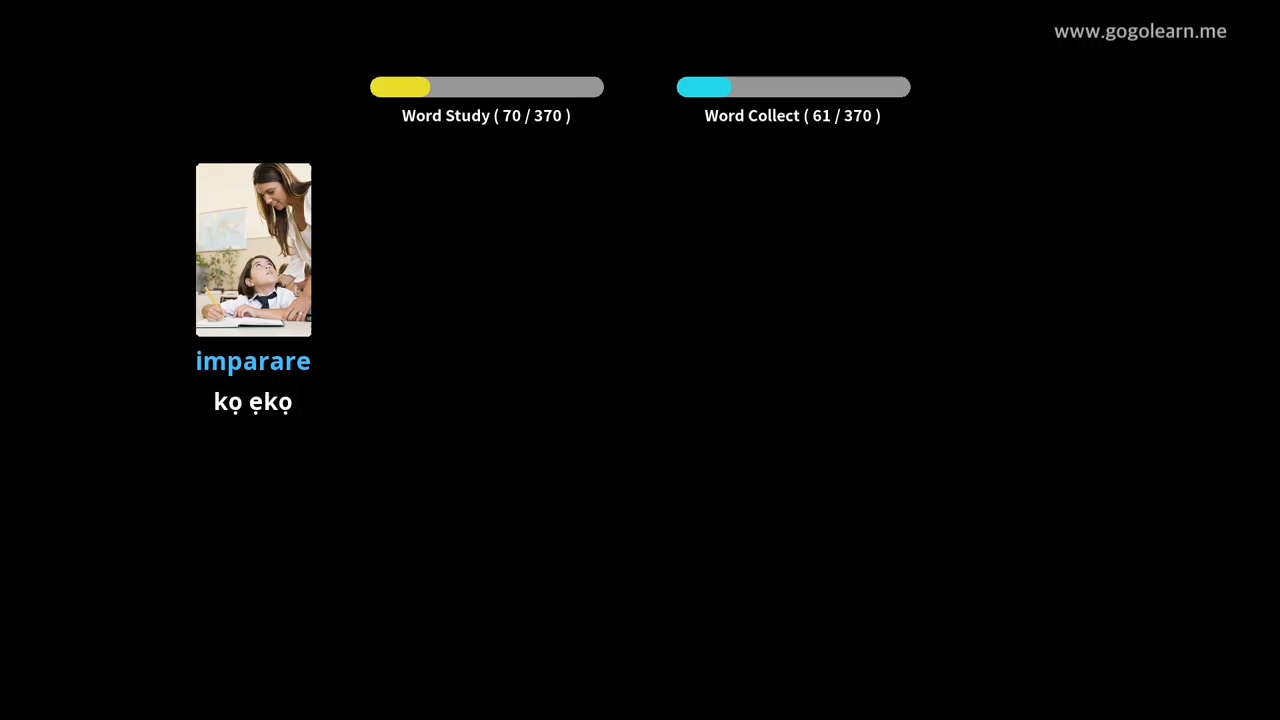 www.gogolearn.me
Word Study ( 70 / 370 )
Word Collect ( 61 / 370 )
imparare
kọ ẹkọ